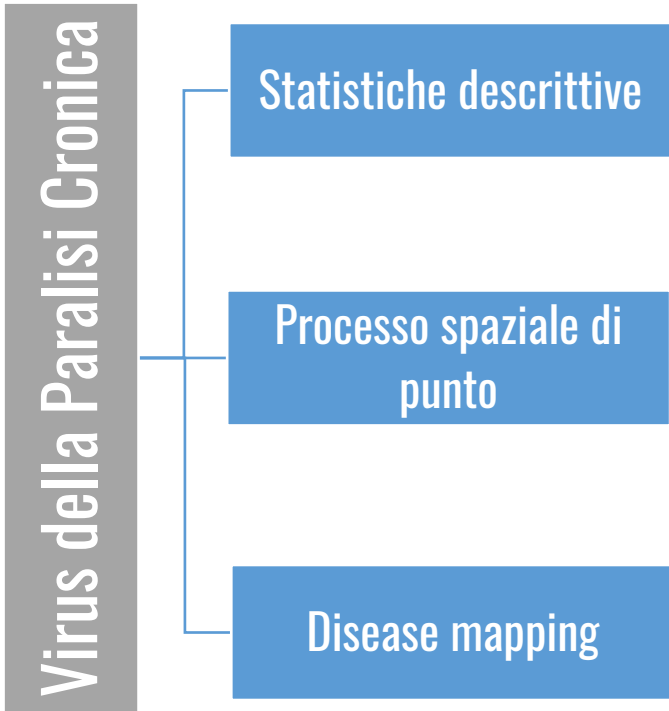 Virus della Paralisi Cronica
Statistiche descrittive
Processo spaziale di
punto
Disease mapping